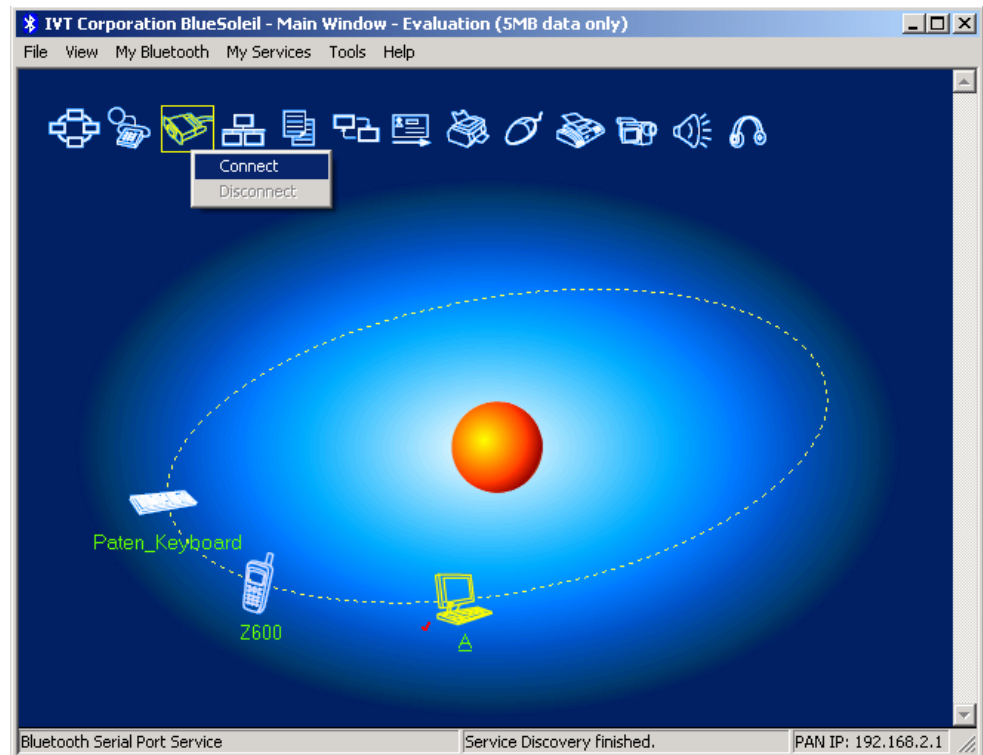 IVT Corporation BlueSoleil - Main Window - Evaluation (5MB data only)
File View My Bluetooth My Services Tools Help
Connect
Disconnect
Paten_Keyboard
Z600
A
Bluetooth Serial Port Service Service Discovery finished. PAN IP: 192.168.2.1